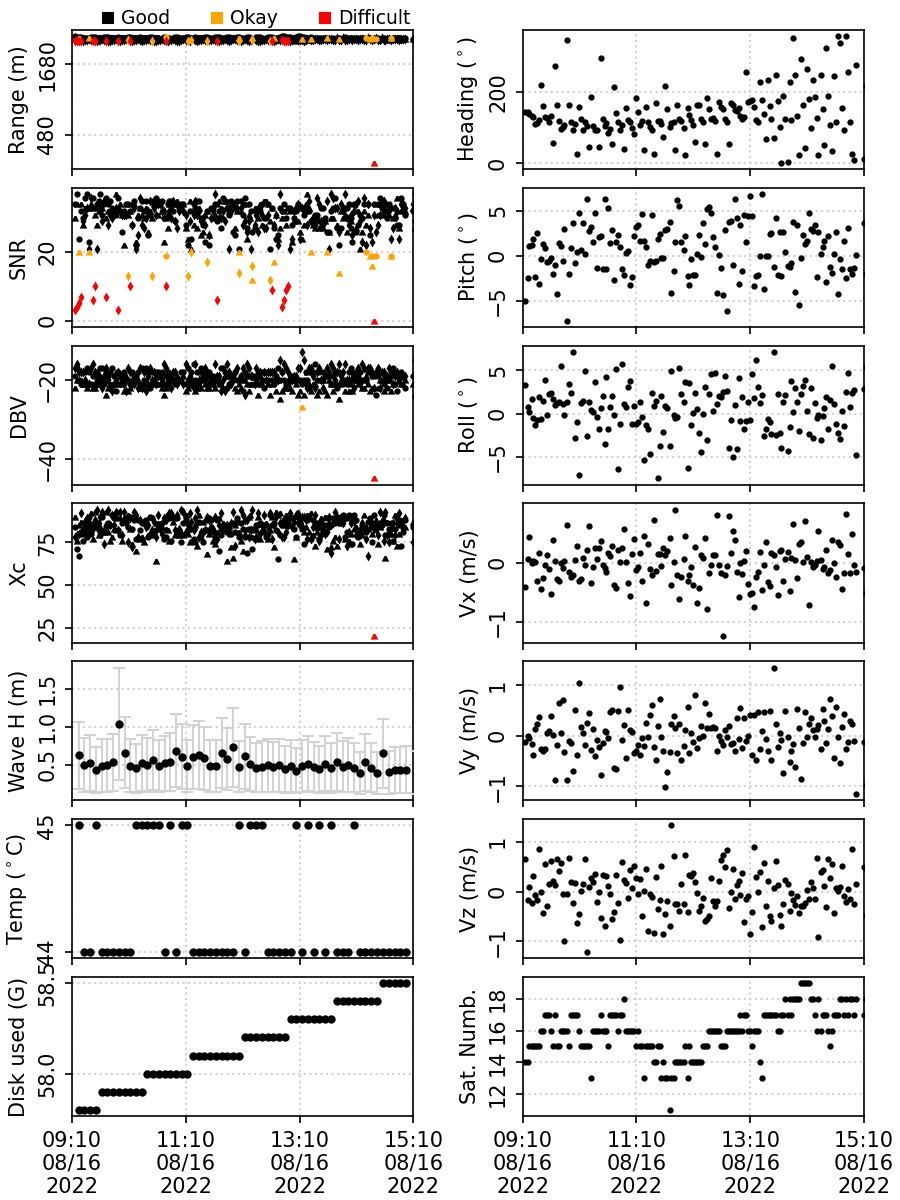 Good Okay Difficult
Range (m)
1680
480
Heading (°)
200
0
SNR
20
0
Pitch (°)
5
0
−5
DBV
−20
−40
Roll (°)
5
0
−5
Xc
75
50
25
Vx (m/s)
0
−1
Wave H (m)
1.5
1.0
0.5
Vy (m/s)
1
0
−1
Temp (°C)
45
44
Vz (m/s)
1
0
−1
Disk used (G)
58.5
58.0
Sat. Numb.
18
16
14
12
09:10 11:10 13:10 15:10
08/16 08/16 08/16 08/16
2022 2022 2022 2022
09:10 11:10 13:10 15:10
08/16 08/16 08/16 08/16
2022 2022 2022 2022